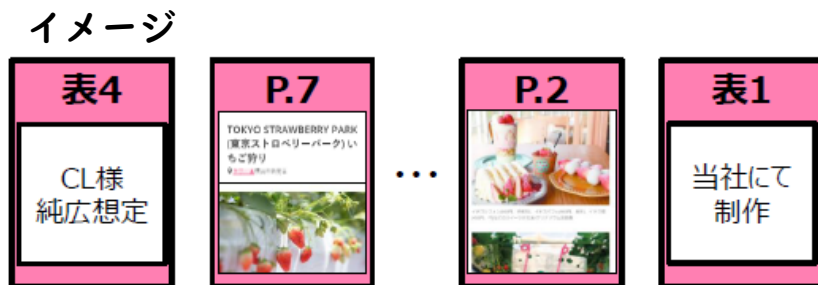 イメージ
表4
CL様
純広想定
P.7
TOKYO STRAWBERRY PARK
(東京ストロベリーパーク) い
ちご狩り
…
P.2
表1
当社にて
制作